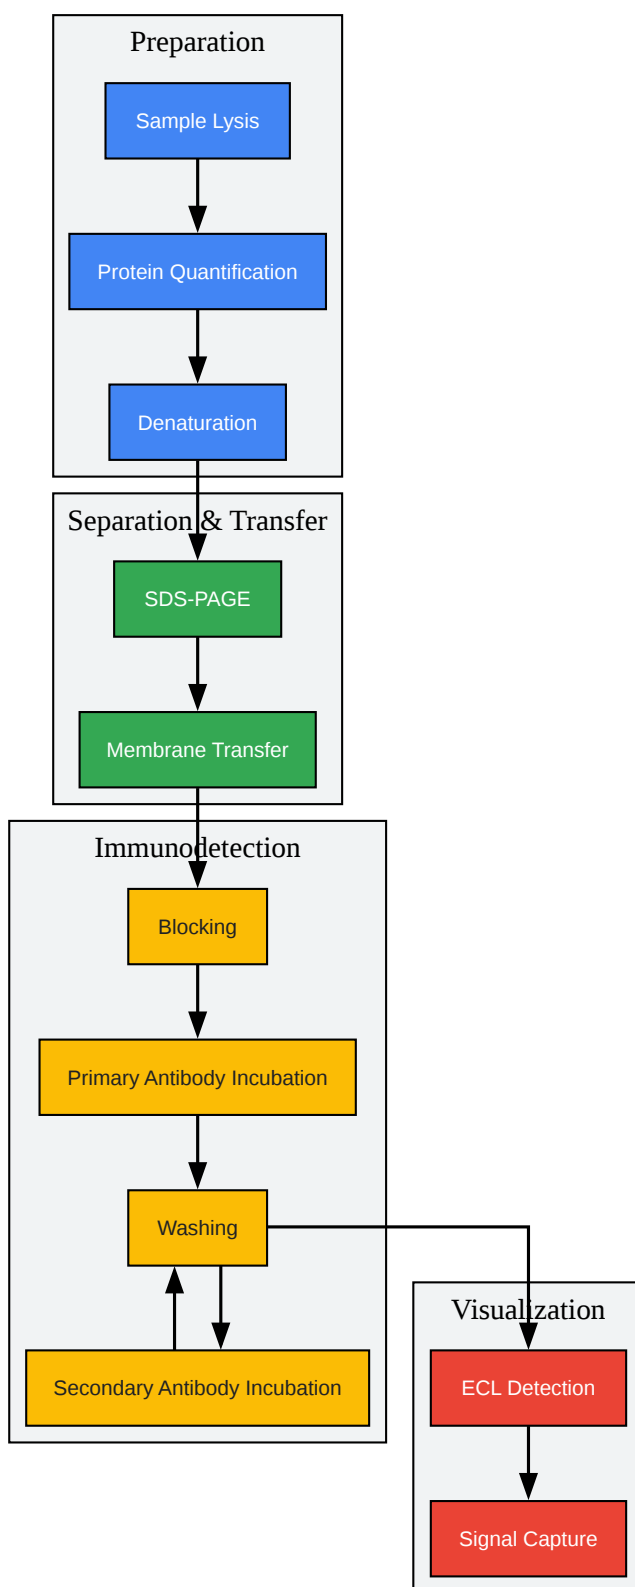 Preparation
Sample Lysis
Protein Quantification
Denaturation
Separation & Transfer
SDS-PAGE
Membrane Transfer
Immunodetection
Blocking
Primary Antibody Incubation
Washing
Secondary Antibody Incubation
Visualization
ECL Detection
Signal Capture